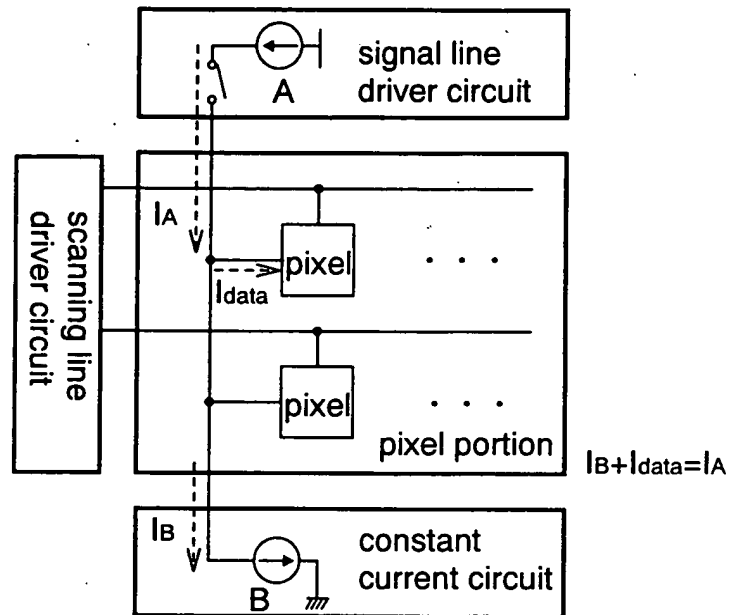 signal line
driver circuit
A
scanning line
driver circuit
IA
pixel
. . .
Idata
pixel
. . .
pixel portion
IB+Idata=IA
IB
constant
current circuit
B